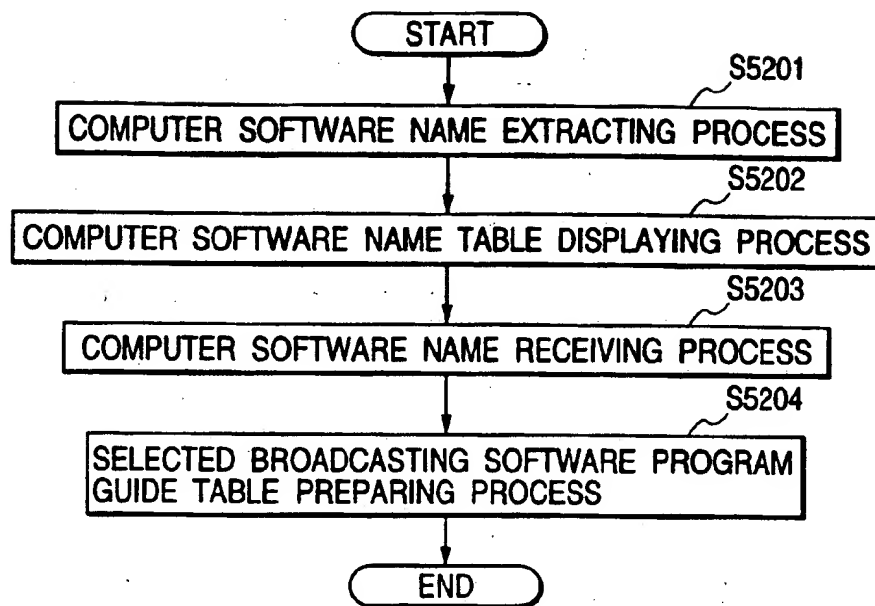 START
S5201
COMPUTER SOFTWARE NAME EXTRACTING PROCESS
S5202
COMPUTER SOFTWARE NAME TABLE DISPLAYING PROCESS
S5203
COMPUTER SOFTWARE NAME RECEIVING PROCESS
S5204
SELECTED BROADCASTING SOFTWARE PROGRAM
GUIDE TABLE PREPARING PROCESS
END